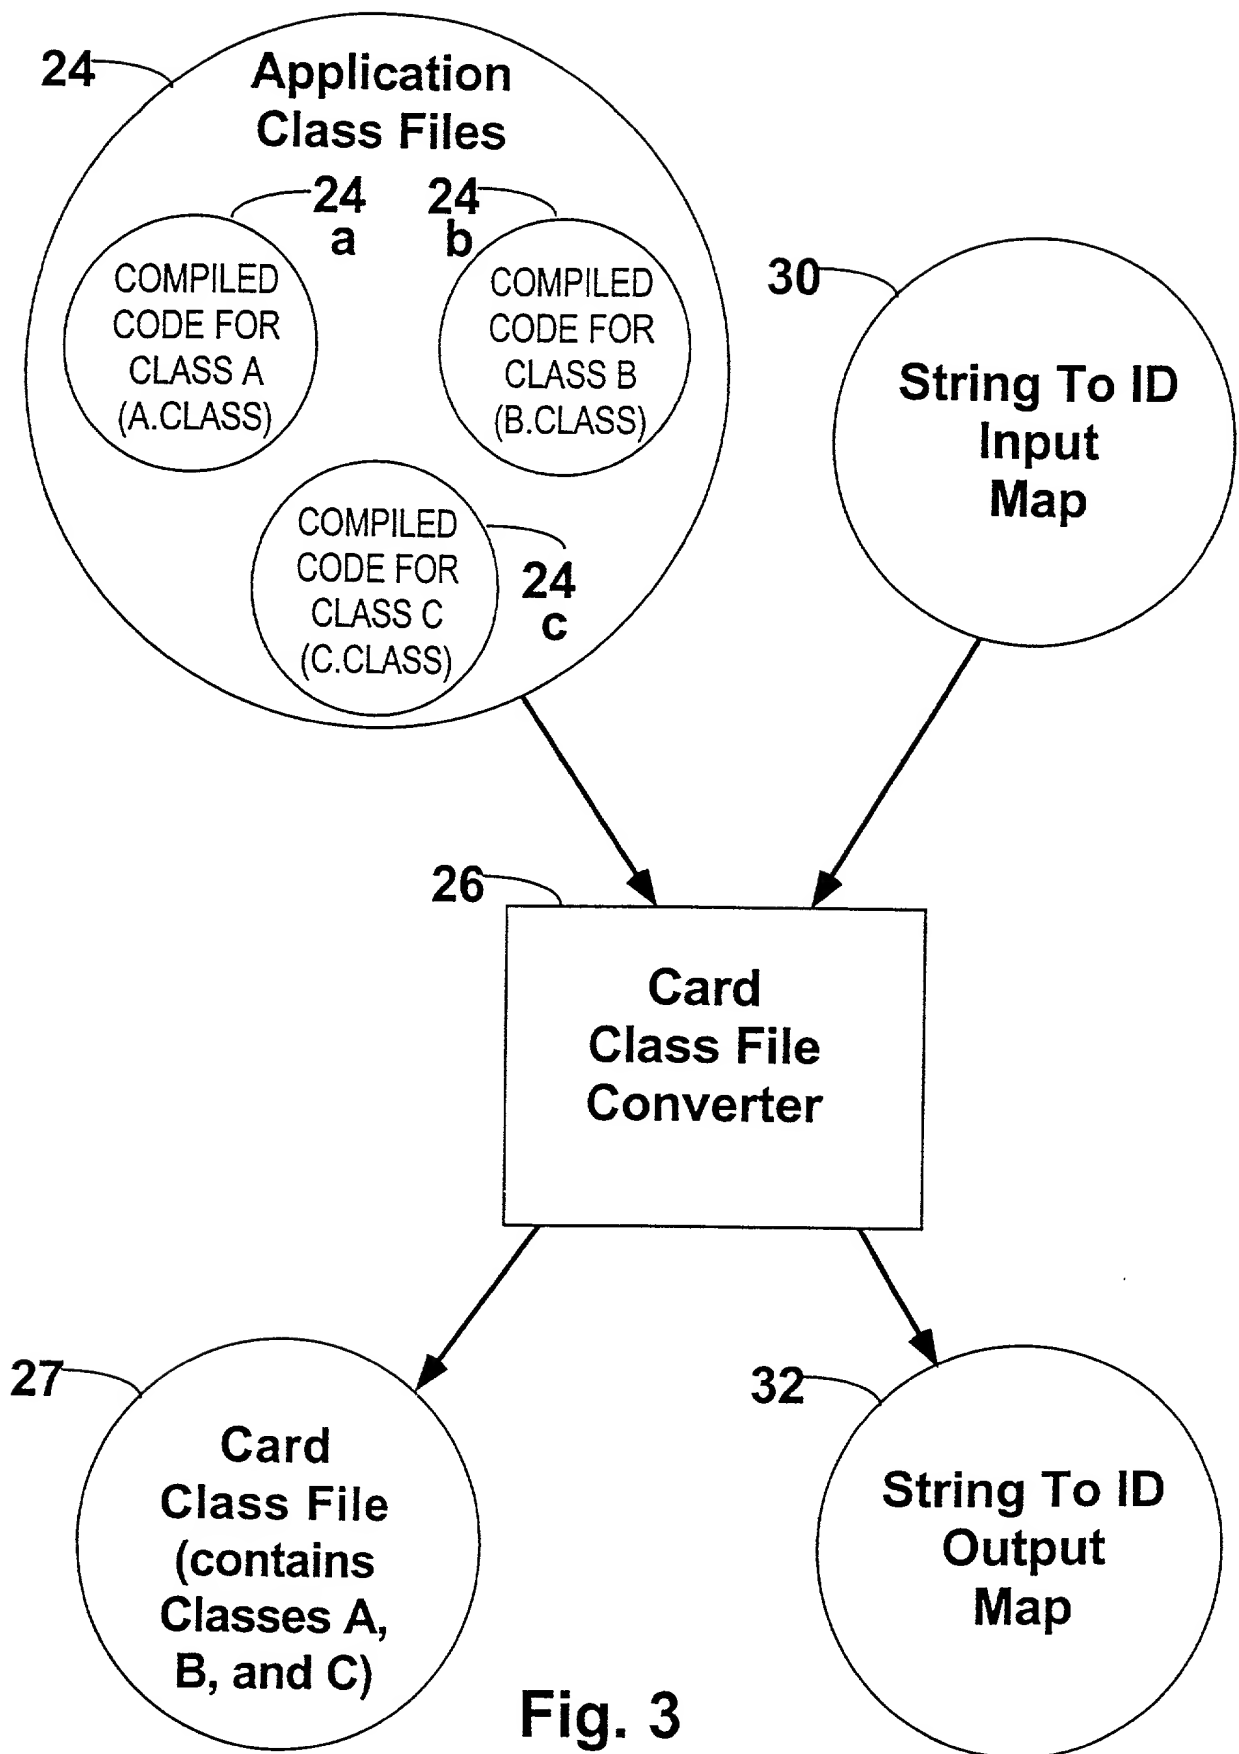 24
Application
Class Files
24
a
24
b
COMPILED
CODE FOR
CLASS A
(A.CLASS)
COMPILED
CODE FOR
CLASS B
(B.CLASS)
COMPILED
CODE FOR
CLASS C
(C.CLASS)
24
c
30
String To ID
Input
Map
26
Card
Class File
Converter
27
Card
Class File
(contains
Classes A,
B, and C)
32
String To ID
Output
Map
Fig. 3